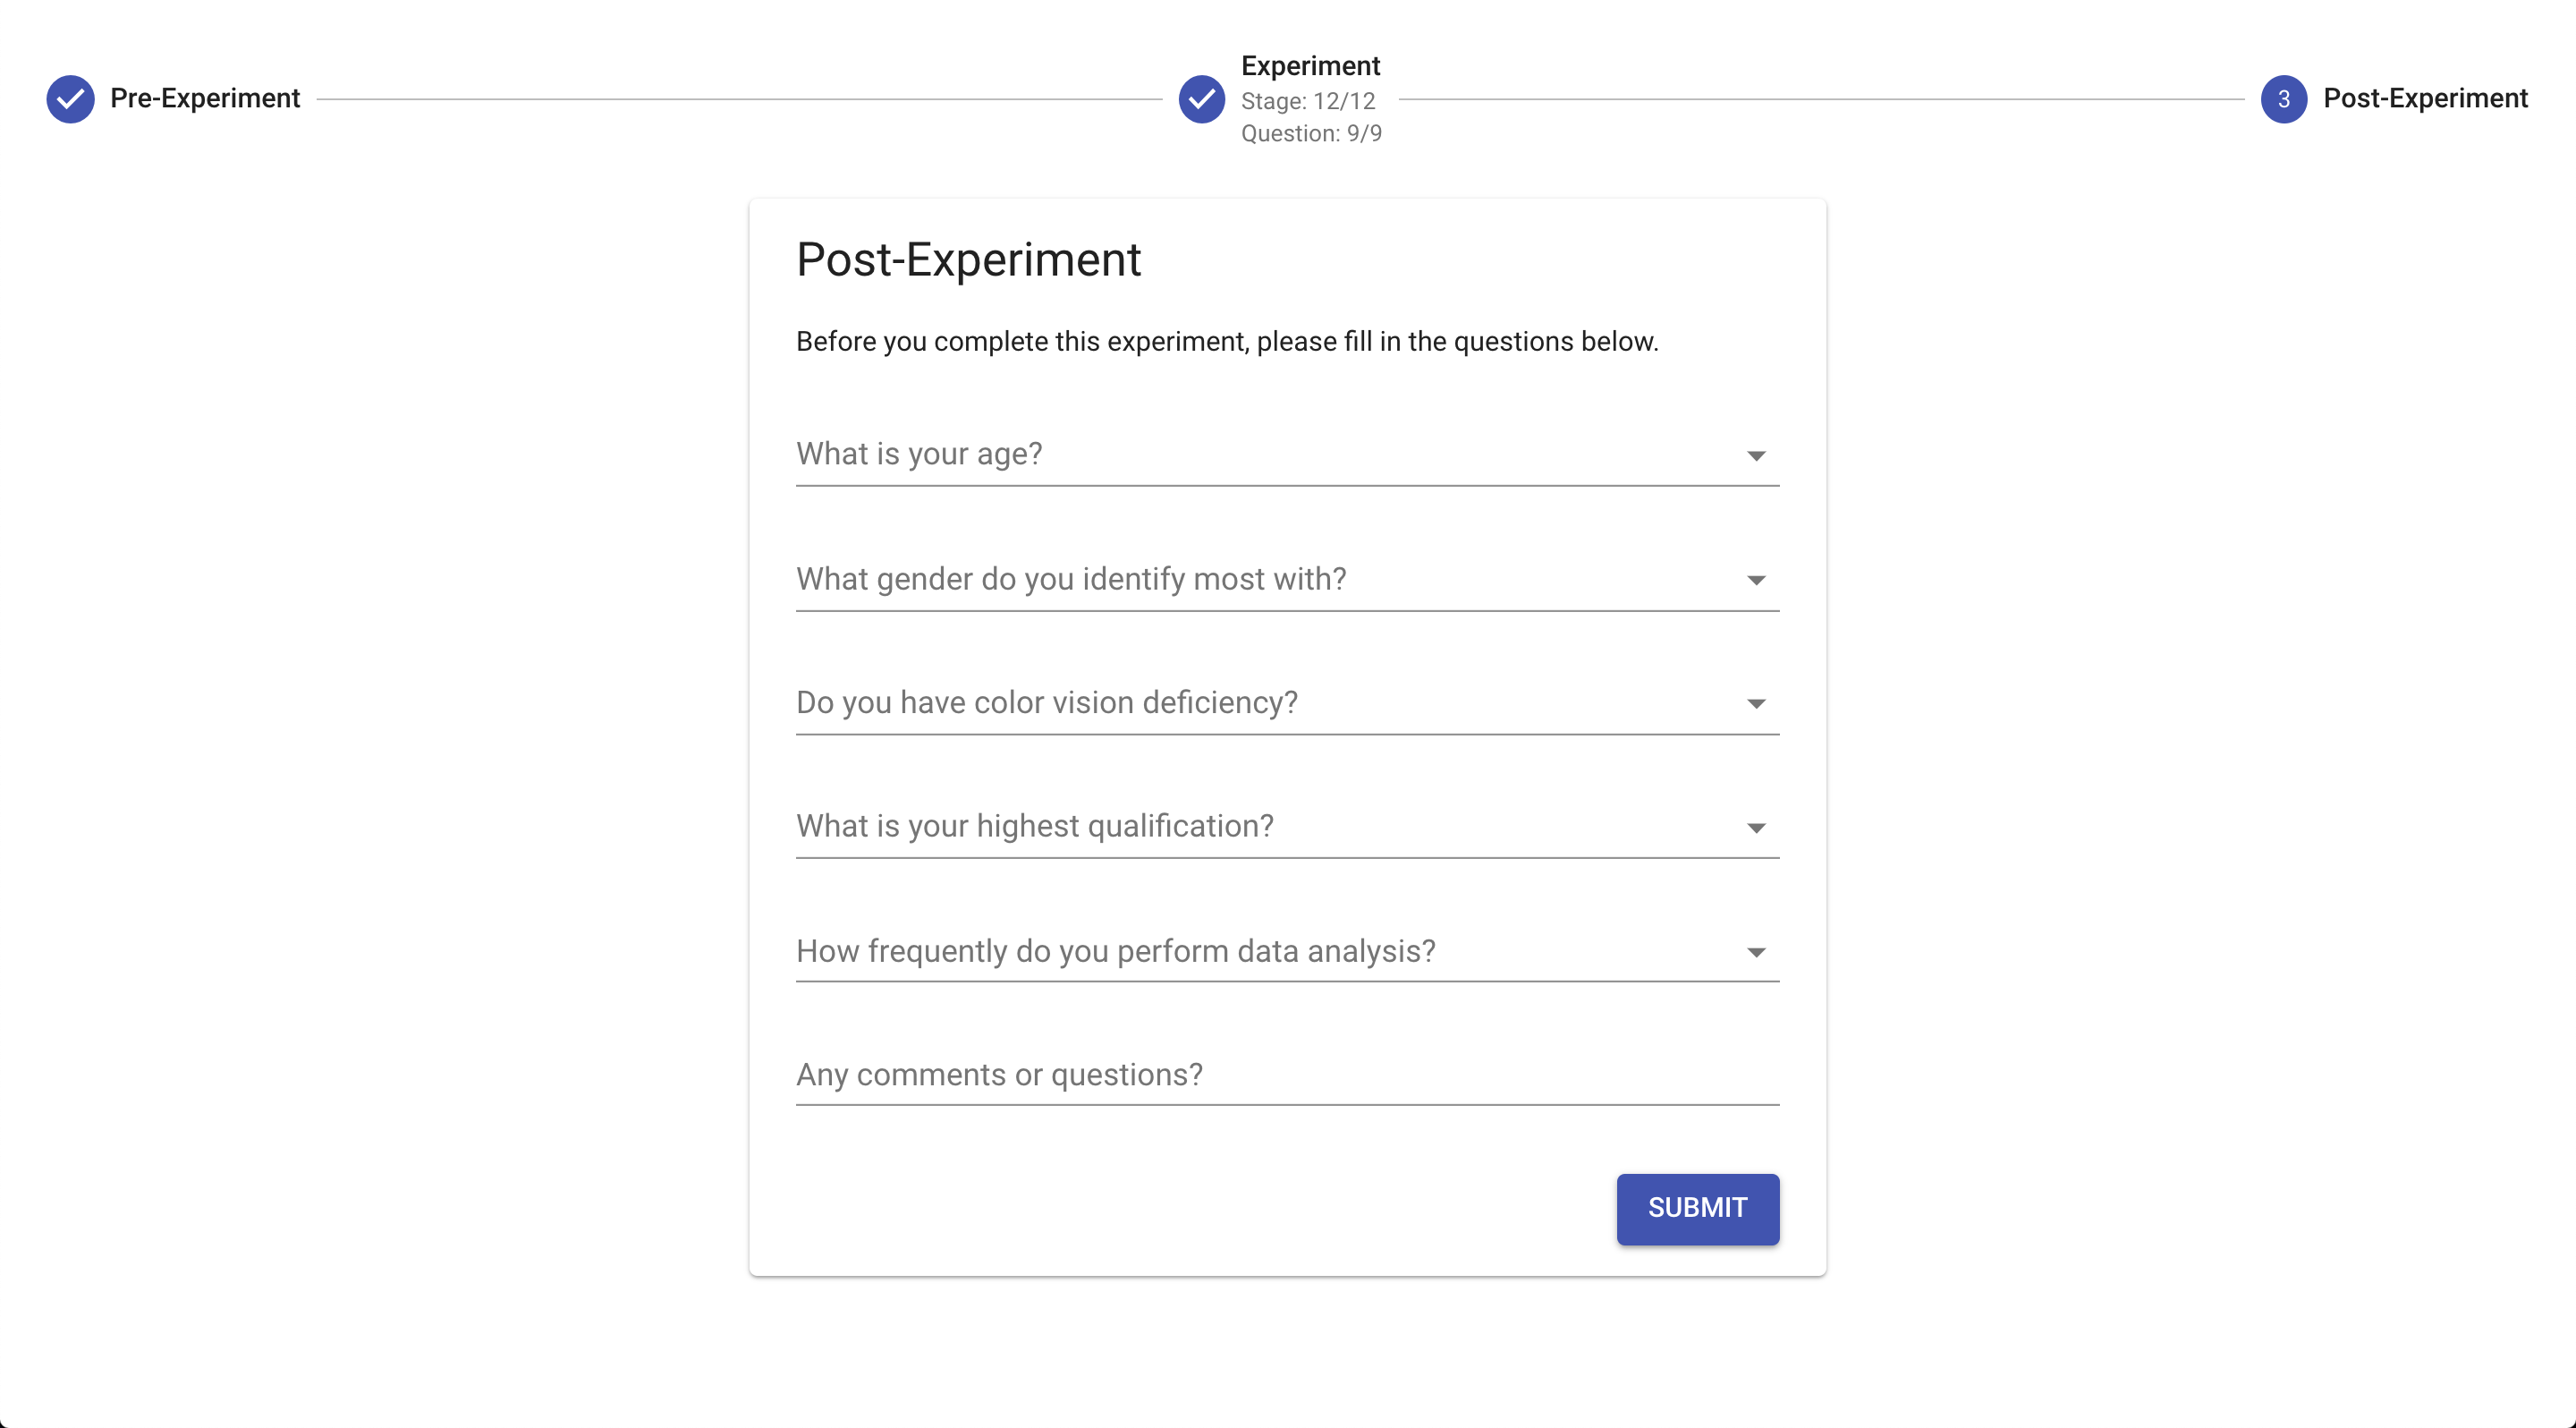 Pre-Experiment
Experiment
Stage: 12/12
Question: 9/9
3
Post-Experiment
Post-Experiment
Before you complete this experiment, please fill in the questions below.
What is your age?
What gender do you identify most with?
Do you have color vision deficiency?
What is your highest qualification?
How frequently do you perform data analysis?
Any comments or questions?
SUBMIT